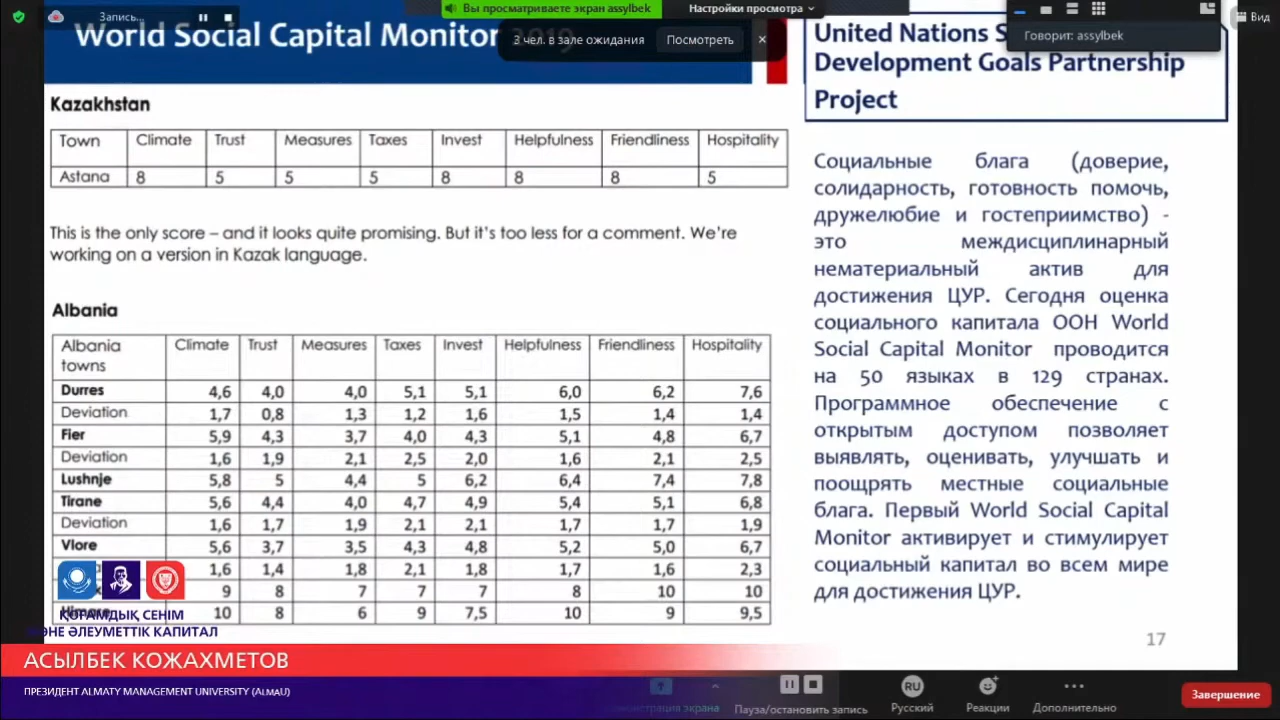 Запись...
Вы просматриваете экран assylbek
Настройки просмотра
Вид
3 чел. в зале ожидания Посмотреть
Говорит: assylbek
World Social Capital Monitor
United Nations S
Development Goals Partnership
Project
Kazakhstan
Town Climate Trust Measures Taxes Invest Helpfulness Friendliness Hospitality
Astana 8 5 5 5 8 8 8 5
This is the only score – and it looks quite promising. But it's too less for a comment. We're
working on a version in Kazak language.
Albania
Albania towns Climate Trust Measures Taxes Invest Helpfulness Friendliness Hospitality
Durres 4,6 4,0 4,0 5,1 5,1 6,0 6,2 7,6
Deviation 1,7 0,8 1,3 1,2 1,6 1,5 1,4 1,4
Fier 5,9 4,3 3,7 4,0 4,3 5,1 4,8 6,7
Deviation 1,6 1,9 2,1 2,5 2,0 1,6 2,1 2,5
Lushnje 5,8 5 4,4 5 6,2 6,4 7,4 7,8
Tirane 5,6 4,4 4,0 4,7 4,9 5,4 5,1 6,8
Deviation 1,6 1,7 1,9 2,1 2,1 1,7 1,7 1,9
Vlore 5,6 3,7 3,5 4,3 4,8 5,2 5,0 6,7
1,6 1,4 1,8 2,1 1,8 1,7 1,6 2,3
9 8 7 7 7 8 10 10
10 8 6 9 7,5 10 9 9,5
Социальные блага (доверие,
солидарность, готовность помочь,
дружелюбие и гостеприимство) -
это междисциплинарный
нематериальный актив для
достижения ЦУР. Сегодня оценка
социального капитала ООН World
Social Capital Monitor проводится
на 50 языках в 129 странах.
Программное обеспечение с
открытым доступом позволяет
выявлять, оценивать, улучшать и
поощрять местные социальные
блага. Первый World Social Capital
Monitor активирует и стимулирует
социальный капитал во всем мире
для достижения ЦУР.
17
ҚОҒАМДЫҚ СЕНІМ
ЖӘНЕ ӘЛЕУМЕТТІК КАПИТАЛ
АСЫЛБЕК КОЖАХМЕТОВ
ПРЕЗИДЕНТ ALMATY MANAGEMENT UNIVERSITY (ALMAU)
Демонстрация экрана
Пауза/остановить запись
RU
Русский
Реакции
Дополнительно
Завершение